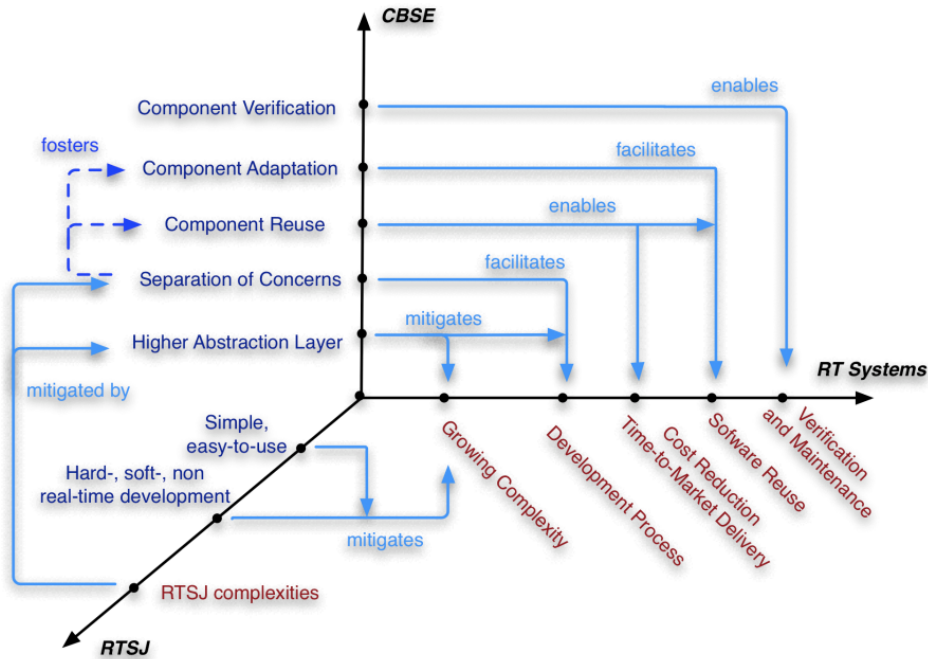 CBSE
Component Verification
enables
fosters
Component Adaptation
facilitates
Component Reuse
enables
Separation of Concerns
facilitates
mitigates
Higher Abstraction Layer
RT Systems
mitigated by
Simple,
easy-to-use
Hard-, soft-, non
real-time development
mitigates
RTSJ complexities
RTSJ
Growing Complexity
Development Process
Time-to-Market Delivery
Cost Reduction
Sofware Reuse
Verification
and Maintenance